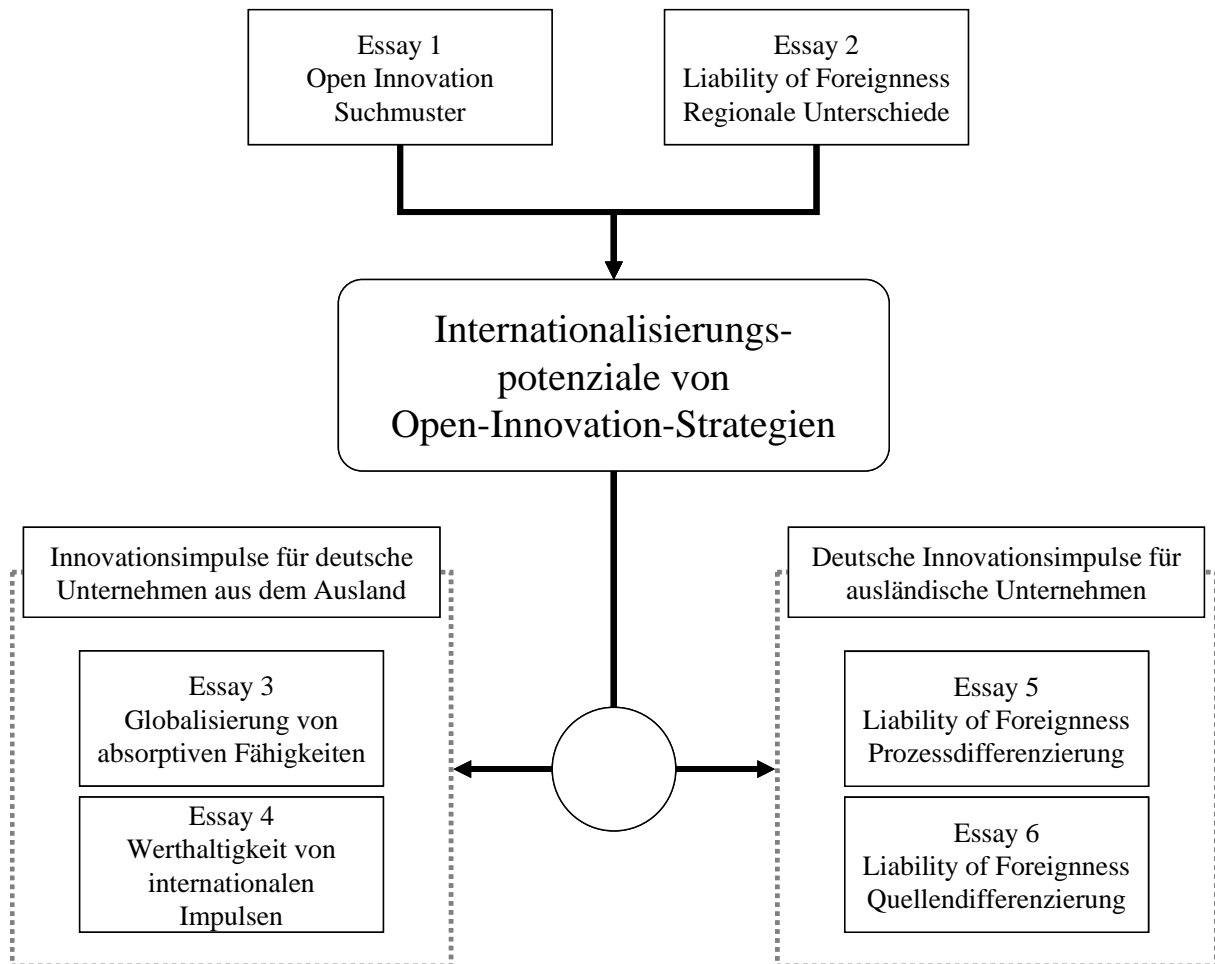 Essay 1
Open Innovation
Suchmuster
Essay 2
Liability of Foreignness
Regionale Unterschiede
Internationalisierungs-
potenziale von
Open-Innovation-Strategien
Innovationsimpulse für deutsche
Unternehmen aus dem Ausland
Essay 3
Globalisierung von
absorptiven Fähigkeiten
Essay 4
Werthaltigkeit von
internationalen
Impulsen
Deutsche Innovationsimpulse für
ausländische Unternehmen
Essay 5
Liability of Foreignness
Prozessdifferenzierung
Essay 6
Liability of Foreignness
Quellendifferenzierung